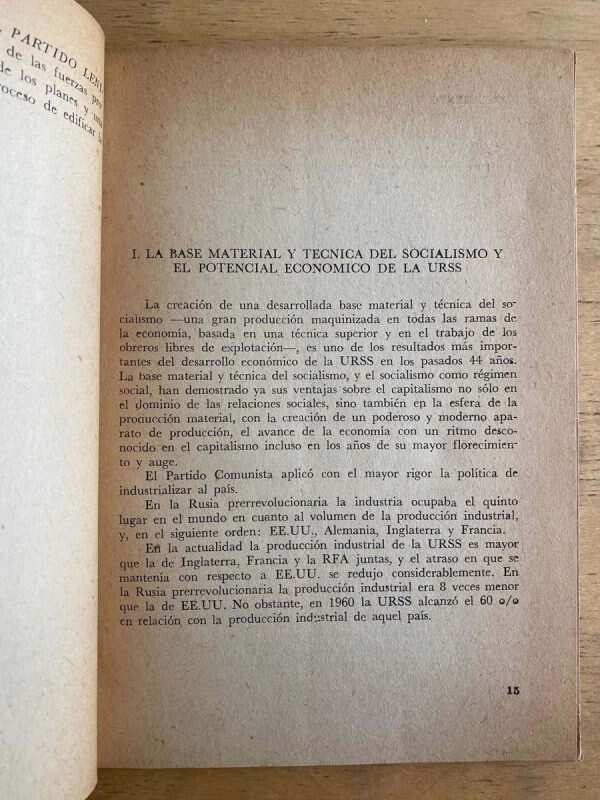 PARTIDO
de las fuerzas
de los planes y
proceso de edificar
I. LA BASE MATERIAL Y TECNICA DEL SOCIALISMO Y
EL POTENCIAL ECONOMICO DE LA URSS
La creación de una desarrollada base material y técnica del so-
cialismo —una gran producción maquinizada en todas las ramas de
la economía, basada en una técnica superior y en el trabajo de los
obreros libres de explotación—, es uno de los resultados más impor-
tantes del desarrollo económico de la URSS en los pasados 44 años.
La base material y técnica del socialismo, y el socialismo como régimen
social, han demostrado ya sus ventajas sobre el capitalismo no sólo en
el dominio de las relaciones sociales, sino también en la esfera de la
producción material, con la creación de un poderoso y moderno apa-
rato de producción, el avance de la economía con un ritmo desco-
nocido en el capitalismo incluso en los años de su mayor florecimien-
to y auge.
El Partido Comunista aplicó con el mayor rigor la política de
industrializar al país.
En la Rusia prerrevolucionaria la industria ocupaba el quinto
lugar en el mundo en cuanto al volumen de la producción industrial,
y, en el siguiente orden: EE.UU., Alemania, Inglaterra y Francia.
En la actualidad la producción industrial de la URSS es mayor
que la de Inglaterra, Francia y la RFA juntas, y el atraso en que se
mantenía con respecto a EE.UU. se redujo considerablemente. En
la Rusia prerrevolucionaria la producción industrial era 8 veces menor
que la de EE.UU. No obstante, en 1960 la URSS alcanzó el 60 o/o
en relación con la producción industrial de aquel país.
15